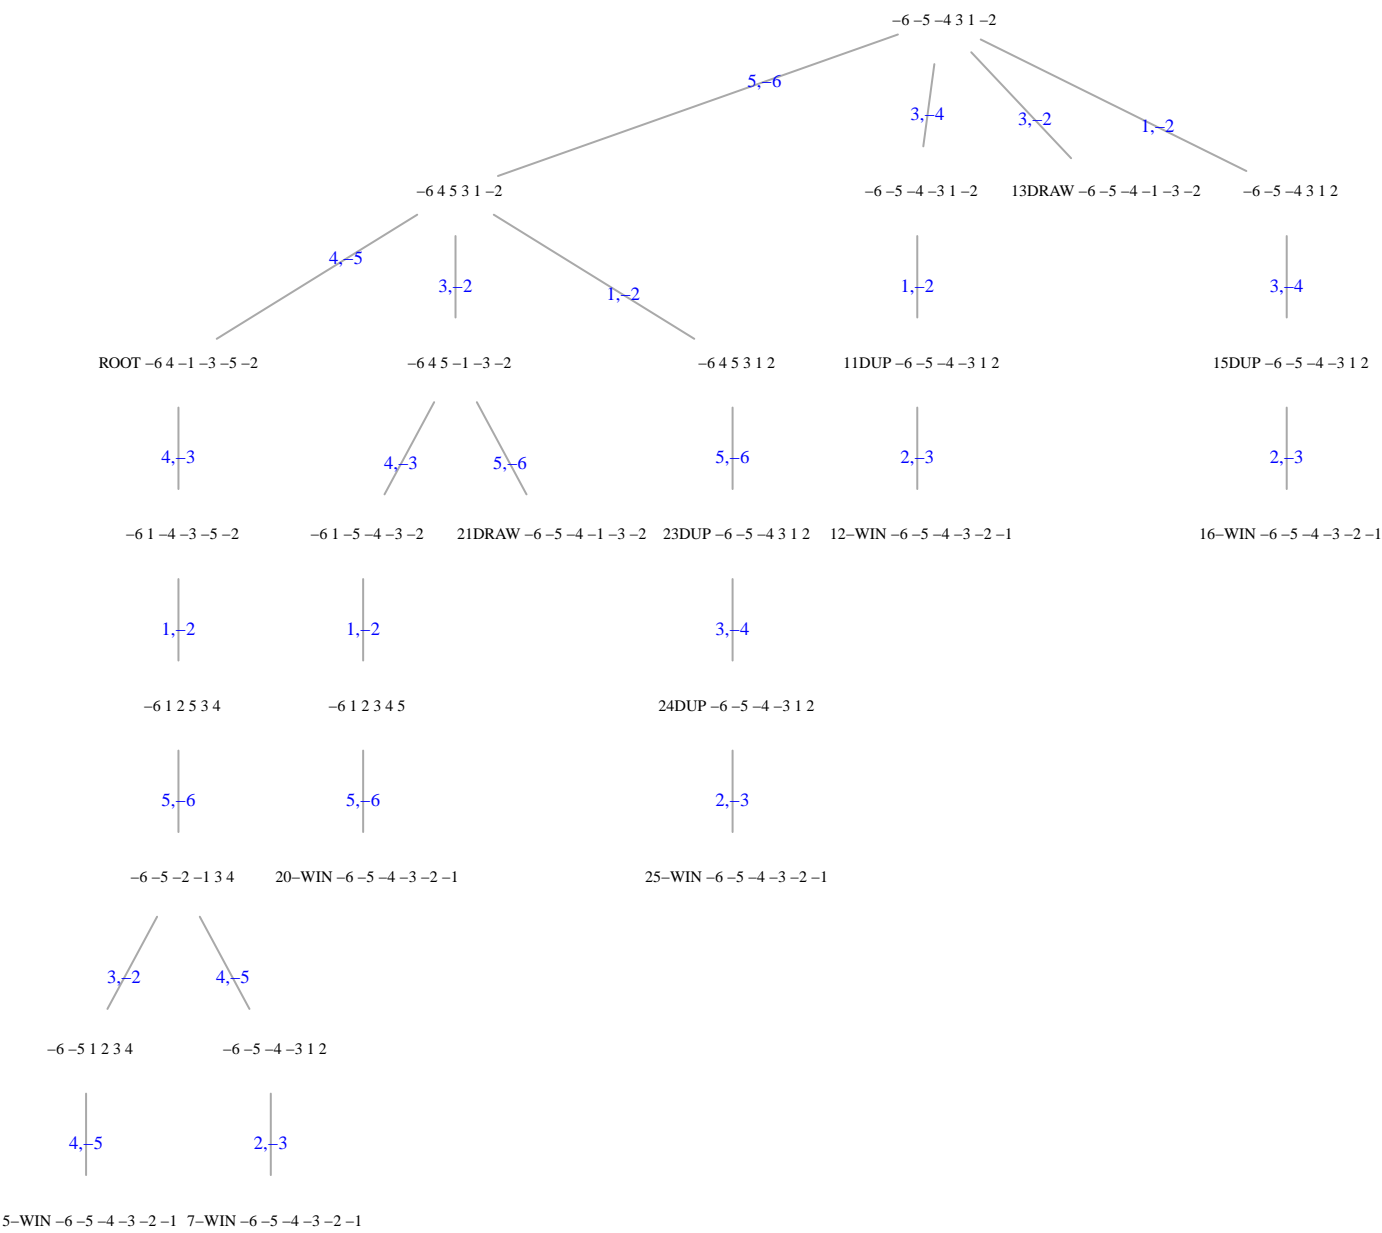 −6 −5 −4 3 1 −2
5,−6
3,−4
3,−2
1,−2
−6 4 5 3 1 −2
−6 −5 −4 −3 1 −2
13DRAW −6 −5 −4 −1 −3 −2
−6 −5 −4 3 1 2
4,−5
3,−2
1,−2
1,−2
3,−4
ROOT −6 4 −1 −3 −5 −2
−6 4 5 −1 −3 −2
−6 4 5 3 1 2
11DUP −6 −5 −4 −3 1 2
15DUP −6 −5 −4 −3 1 2
4,−3
4,−3
5,−6
5,−6
2,−3
2,−3
−6 1 −4 −3 −5 −2
−6 1 −5 −4 −3 −2
21DRAW −6 −5 −4 −1 −3 −2
23DUP −6 −5 −4 3 1 2
12−WIN −6 −5 −4 −3 −2 −1
16−WIN −6 −5 −4 −3 −2 −1
1,−2
1,−2
3,−4
−6 1 2 5 3 4
−6 1 2 3 4 5
24DUP −6 −5 −4 −3 1 2
5,−6
5,−6
2,−3
−6 −5 −2 −1 3 4
20−WIN −6 −5 −4 −3 −2 −1
25−WIN −6 −5 −4 −3 −2 −1
3,−2
4,−5
−6 −5 1 2 3 4
−6 −5 −4 −3 1 2
4,−5
2,−3
5−WIN −6 −5 −4 −3 −2 −1
7−WIN −6 −5 −4 −3 −2 −1